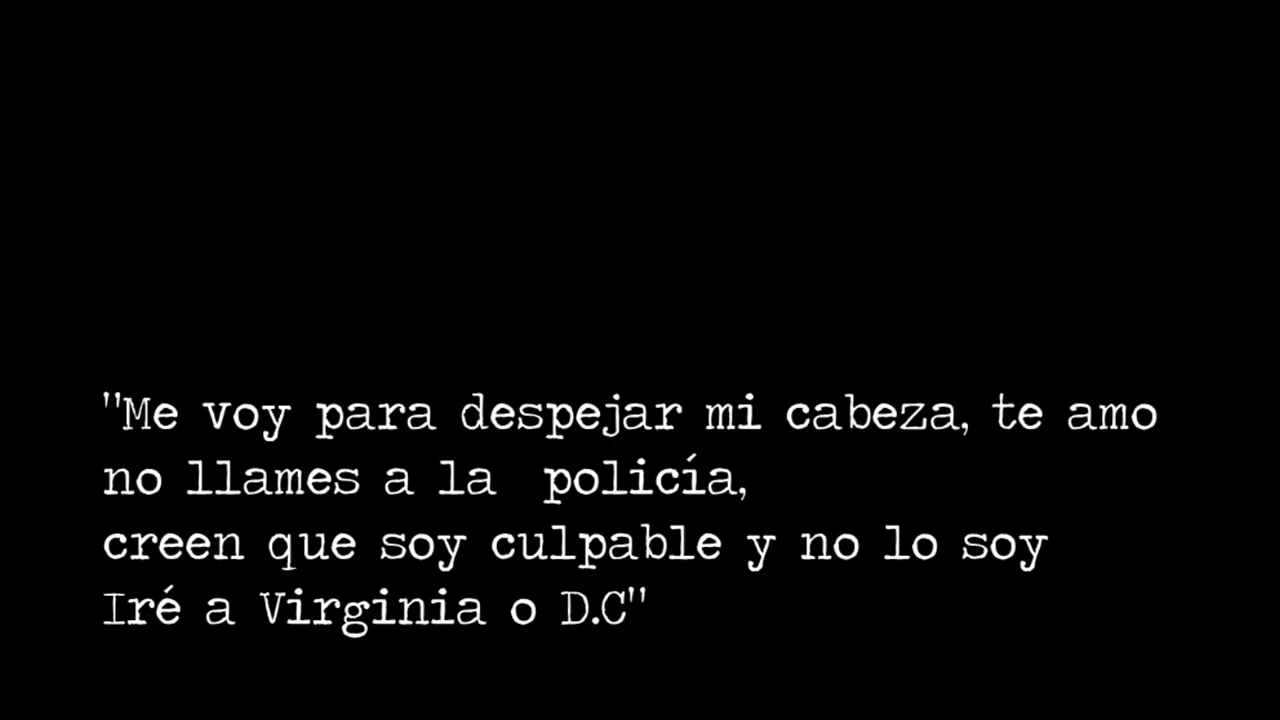 "Me voy para despejar mi cabeza, te amo
no llames a la  policía,
creen que soy culpable y no lo soy
Iré a Virginia o D.C"